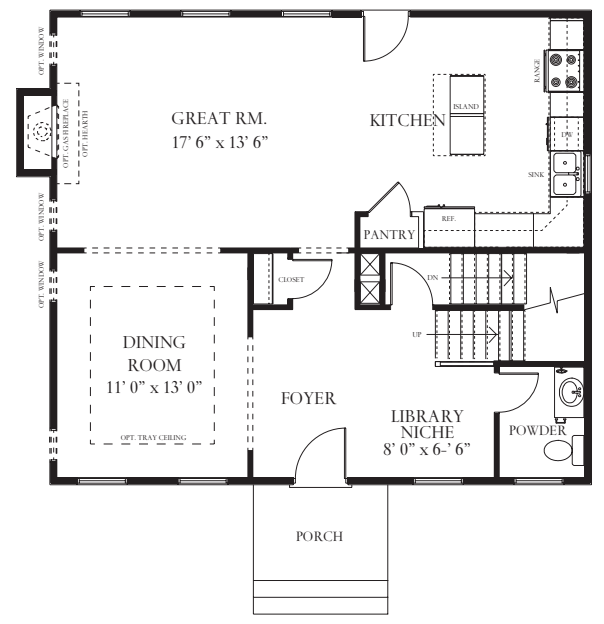 OPT. WINDOW
GREAT RM.
17' 6" x 13' 6"
OPT. GAS FIREPLACE
OPT. HEARTH
KITCHEN
ISLAND
RANGE
DW
SINK
REF.
PANTRY
OPT. WINDOW
OPT. WINDOW
CLOSET
DN
UP
DINING
ROOM
11' 0" x 13' 0"
OPT. TRAY CEILING
FOYER
LIBRARY
NICHE
8' 0" x 6-' 6"
POWDER
PORCH